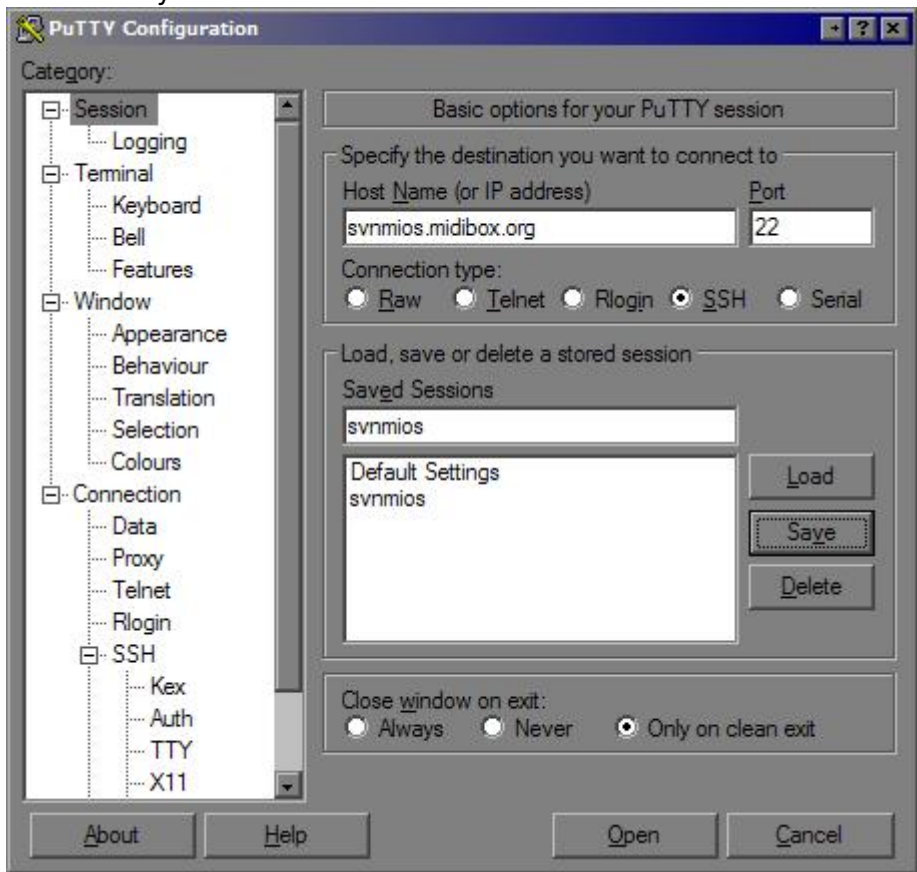 PuTTY Configuration
Category:
Session
Logging
Terminal
Keyboard
Bell
Features
Window
Appearance
Behaviour
Translation
Selection
Colours
Connection
Data
Proxy
Telnet
Rlogin
SSH
Kex
Auth
TTY
X11
Basic options for your PuTTY session
Specify the destination you want to connect to
Host Name (or IP address) Port
svnmios.midibox.org 22
Connection type:
Raw Telnet Rlogin SSH Serial
Load, save or delete a stored session
Saved Sessions
svnmios
Default Settings
svnmios
Load
Save
Delete
Close window on exit:
Always Never Only on clean exit
About Help Open Cancel